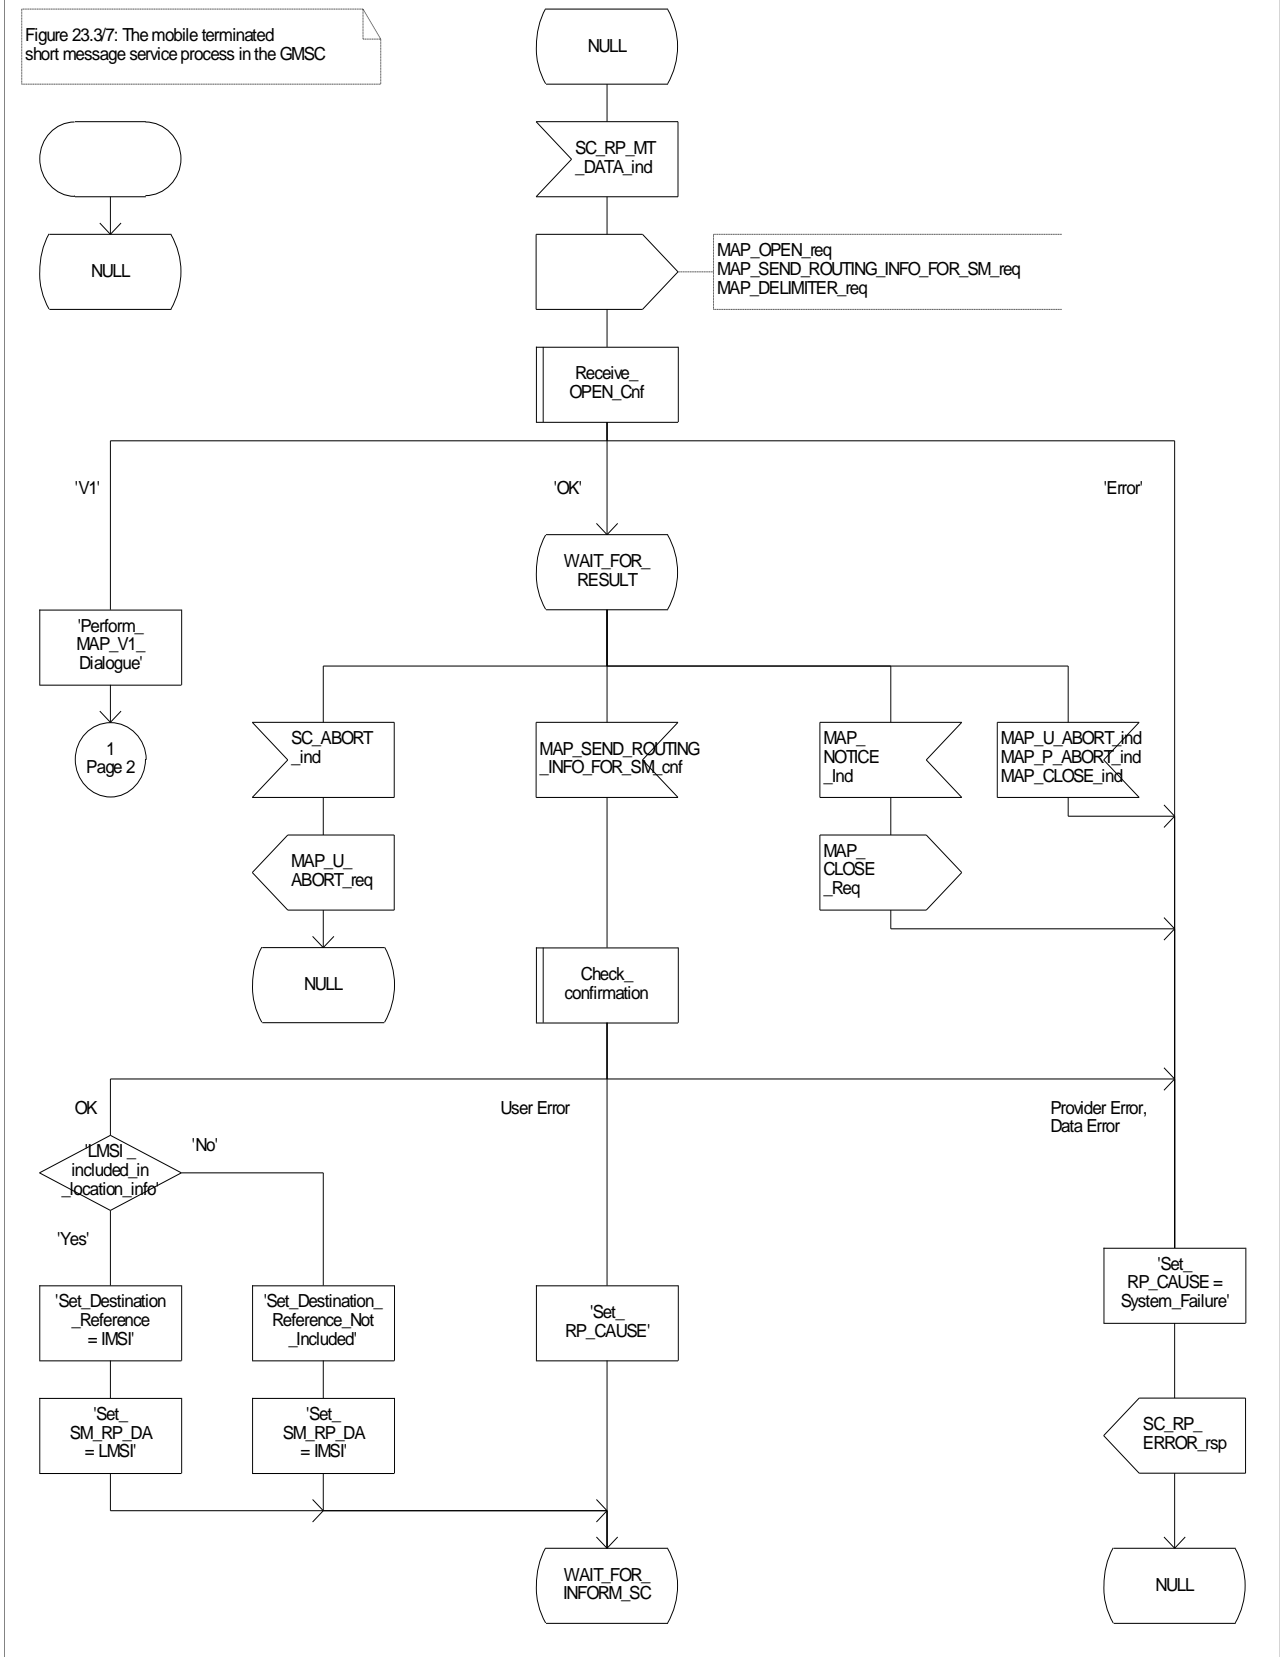 Figure 23.3/7: The mobile terminated
short message service process in the GMSC
NULL
SC_RP_MT
_DATA_ind
NULL
MAP_OPEN_req
MAP_SEND_ROUTING_INFO_FOR_SM_req
MAP_DELIMITER_req
Receive_
OPEN_Cnf
'V1'
'OK'
'Error'
WAIT_FOR_
RESULT
'Perform_
MAP_V1_
Dialogue'
1
Page 2
SC_ABORT
_ind
MAP_SEND_ROUTING
_INFO_FOR_SM_cnf
MAP_
NOTICE
_Ind
MAP_U_ABORT_ind
MAP_P_ABORT_ind
MAP_CLOSE_ind
MAP_U_
ABORT_req
MAP_
CLOSE
_Req
NULL
Check_
confirmation
OK
User Error
Provider Error,
Data Error
'LMSI_
included_in
_location_info'
'No'
'Yes'
'Set_Destination
_Reference
= IMSI'
'Set_Destination_
Reference_Not
_Included'
'Set_
RP_CAUSE'
'Set_
RP_CAUSE =
System_Failure'
'Set_
SM_RP_DA
= LMSI'
'Set_
SM_RP_DA
= IMSI'
SC_RP_
ERROR_rsp
WAIT_FOR_
INFORM_SC
NULL